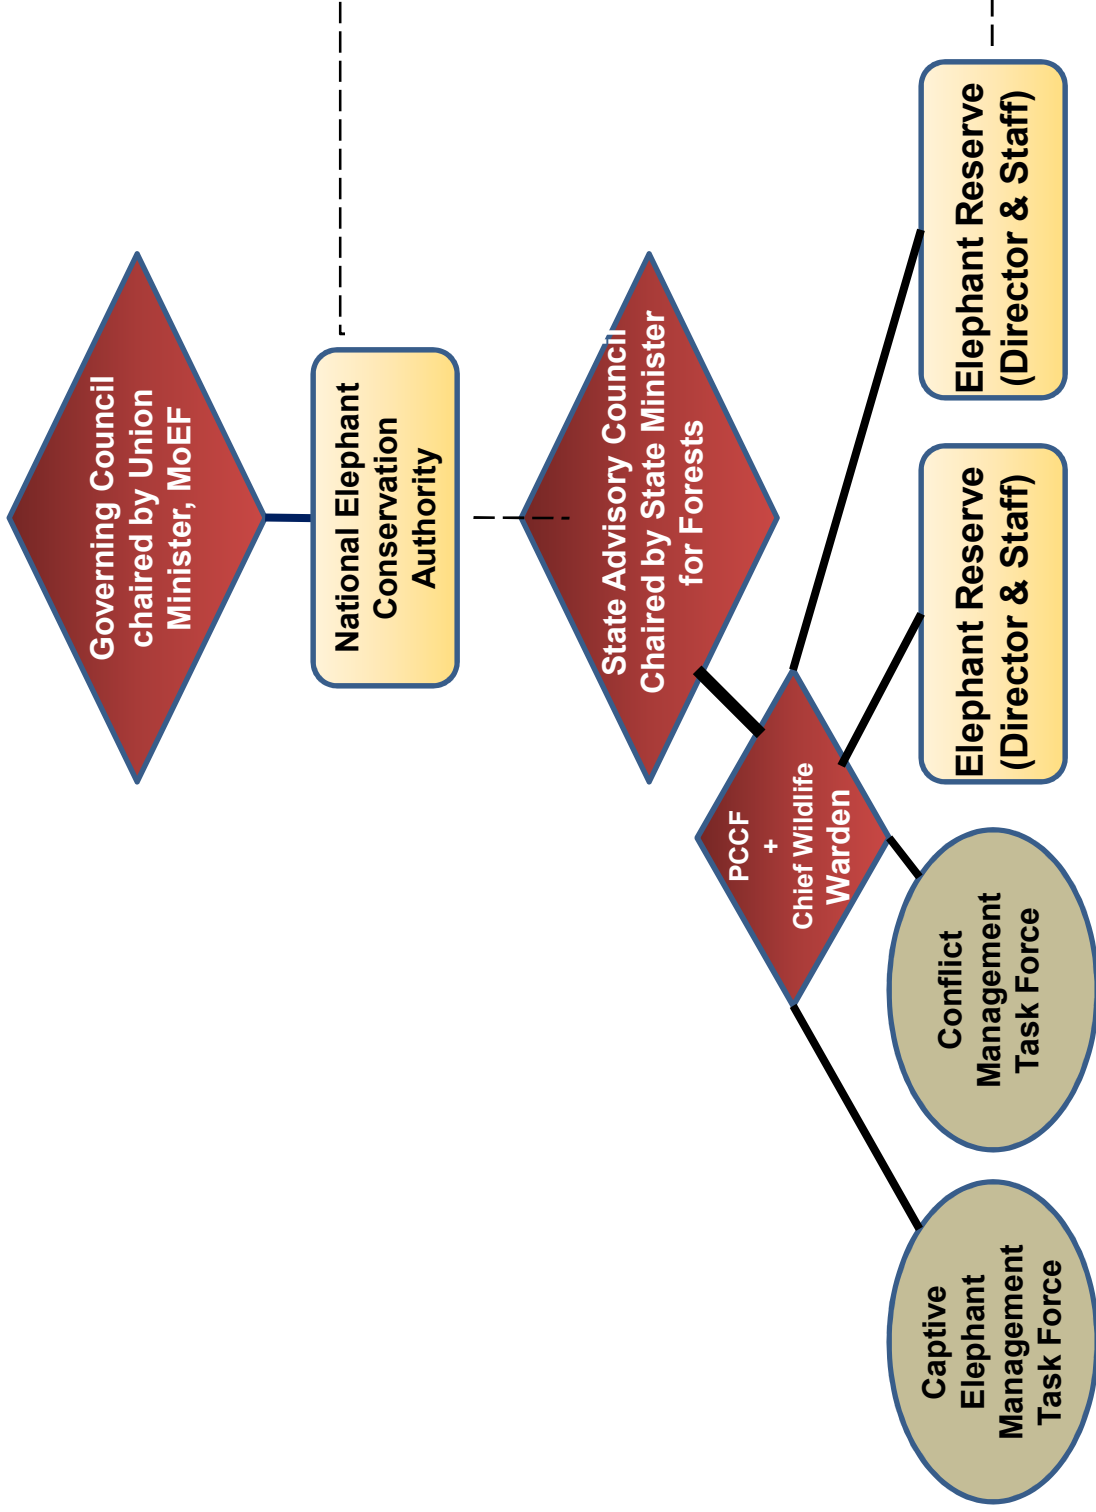 Governing Council
chaired by Union
Minister, MoEF
National Elephant
Conservation
Authority
State Advisory Council
Chaired by State Minister
for Forests
PCCF
+
Chief Wildlife
Warden
Captive
Elephant
Management
Task Force
Conflict
Management
Task Force
Elephant Reserve
(Director & Staff)
Elephant Reserve
(Director & Staff)